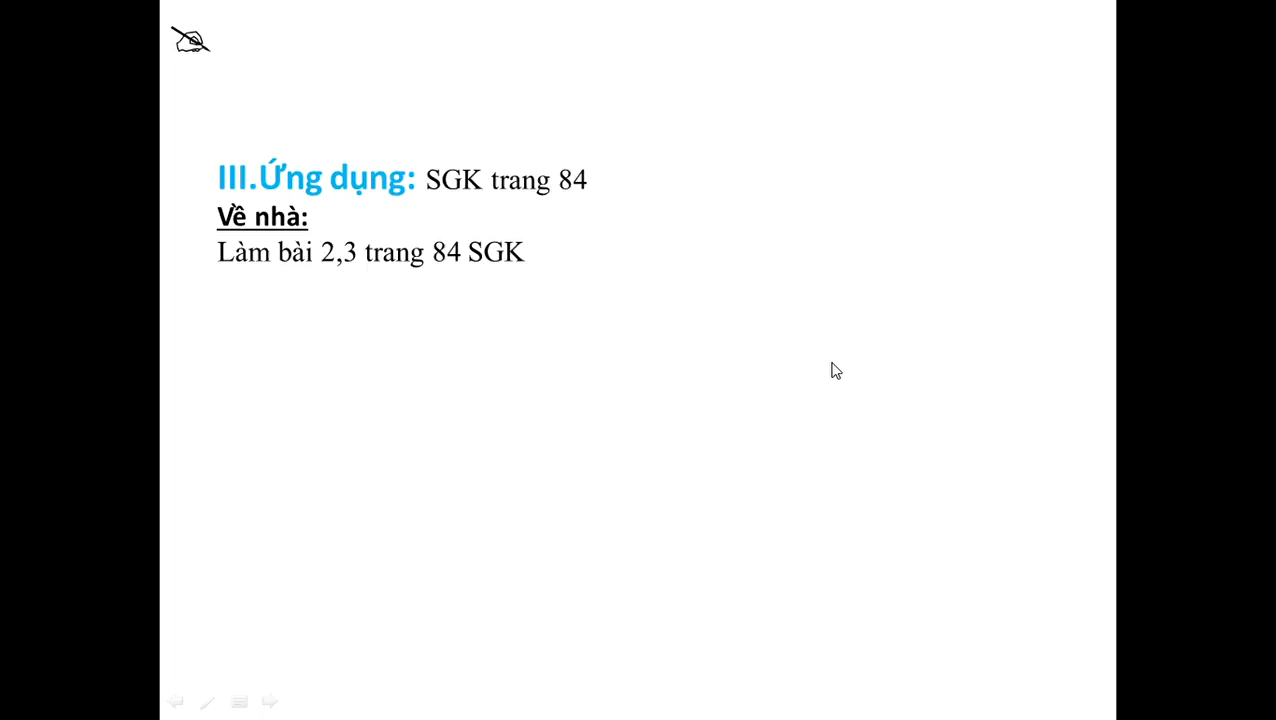 III.Ứng dụng: SGK trang 84
Về nhà:
Làm bài 2,3 trang 84 SGK